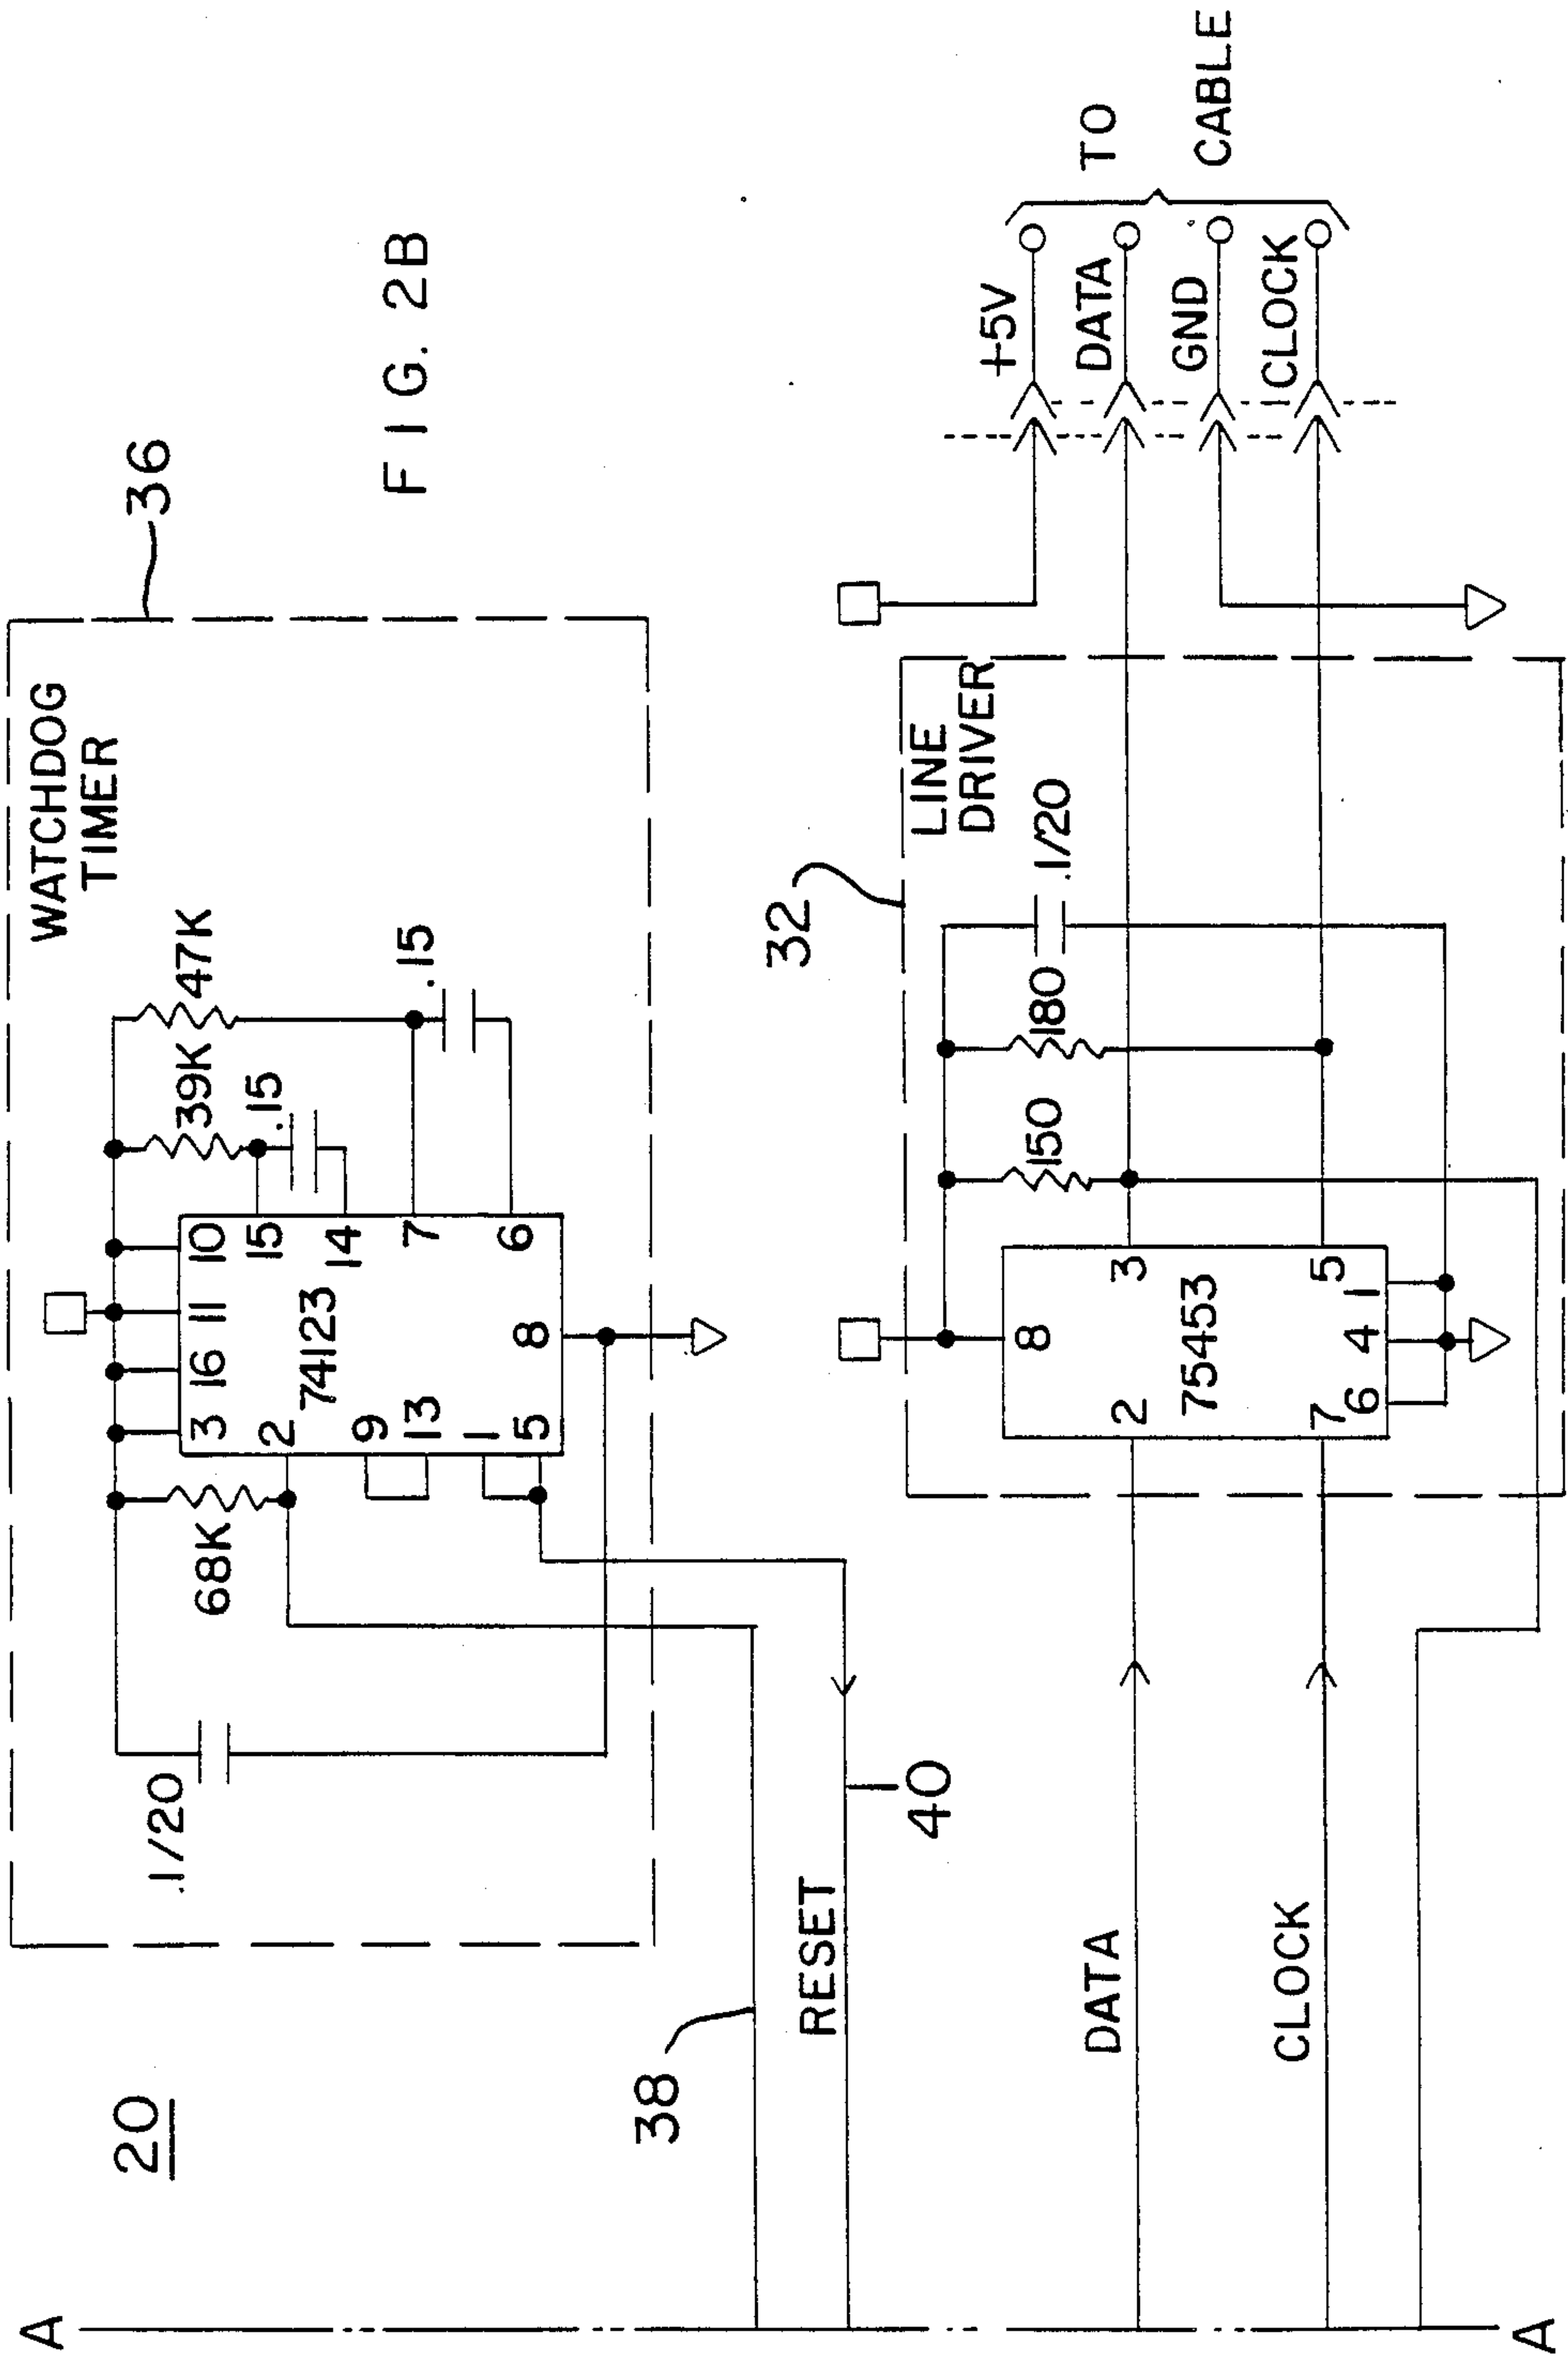 20
FIG. 2B
36
WATCHDOG
TIMER
.1/20
68K
39K
47K
.15
.15
3 16 11 10
2
15
74123
14
9
13
7
1
5
8
6
38
RESET
40
32
LINE
DRIVER
150
180
.1/20
8
2
3
75453
7
5
6 4 1
DATA
CLOCK
+5V
DATA
GND
CLOCK
TO
CABLE
A
A